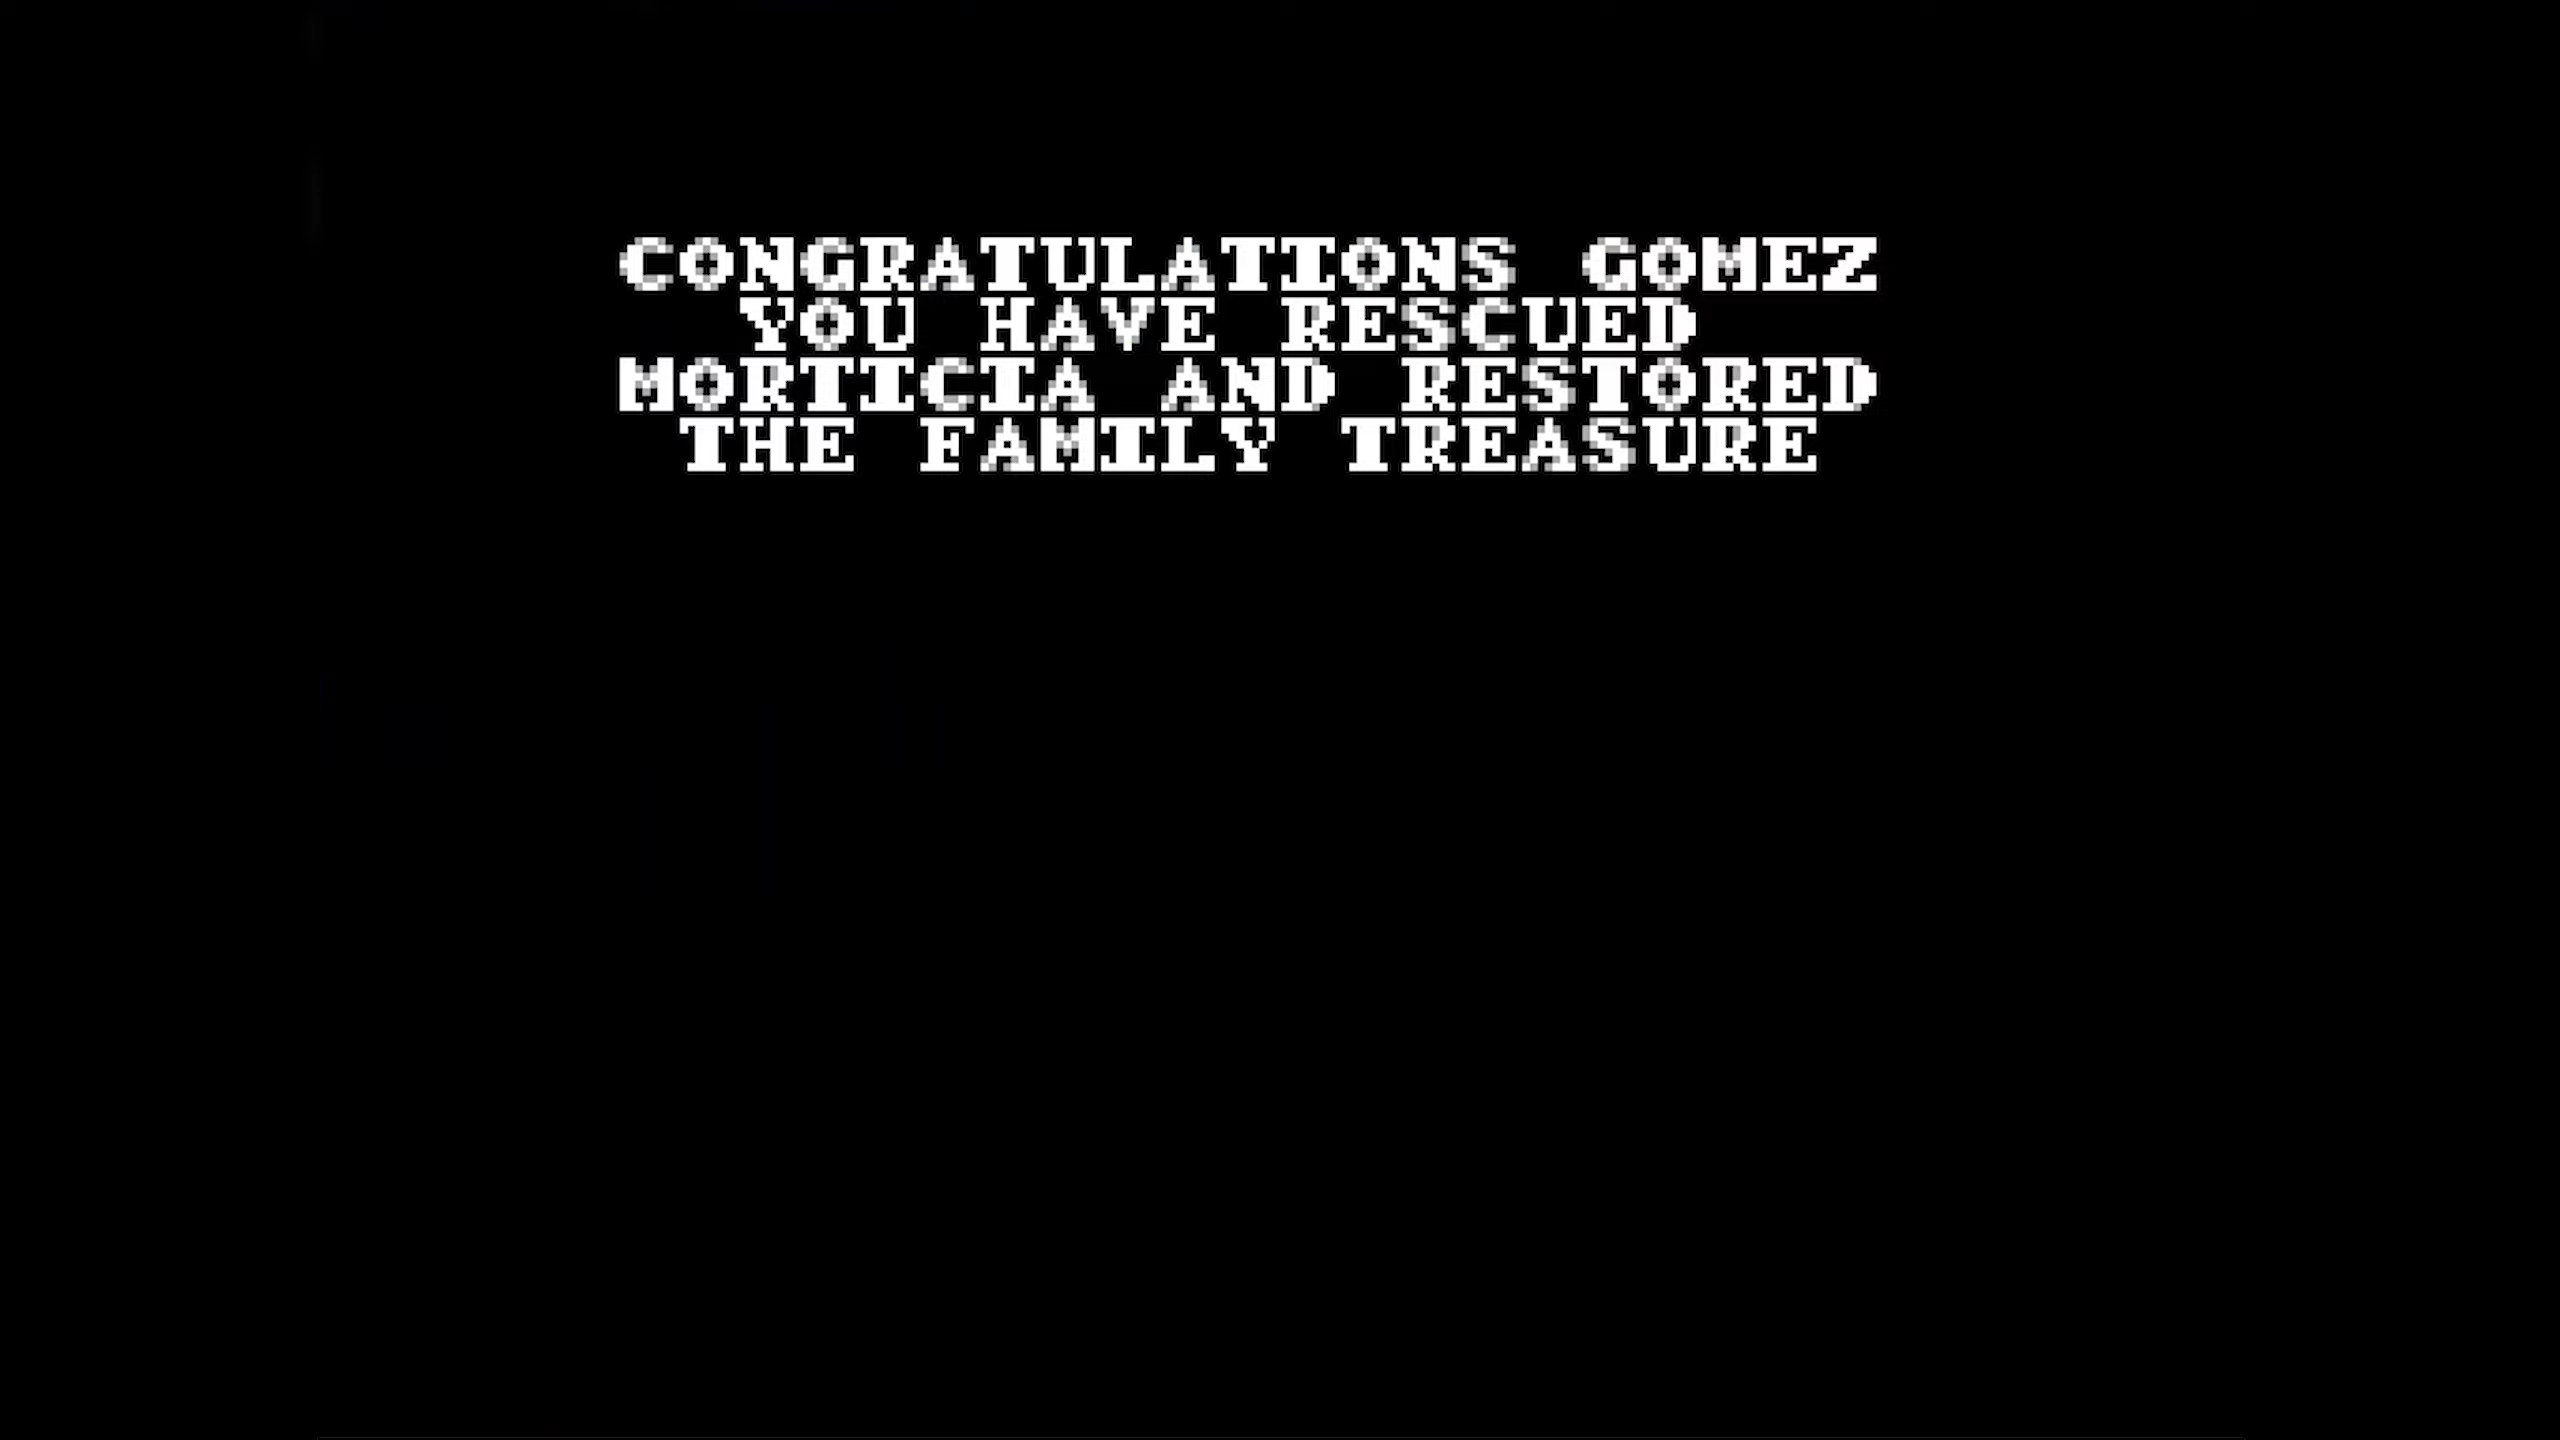 CONGRATULATIONS GOMEZ
YOU HAVE RESCUED
MORTICIA AND RESTORED
THE FAMILY TREASURE